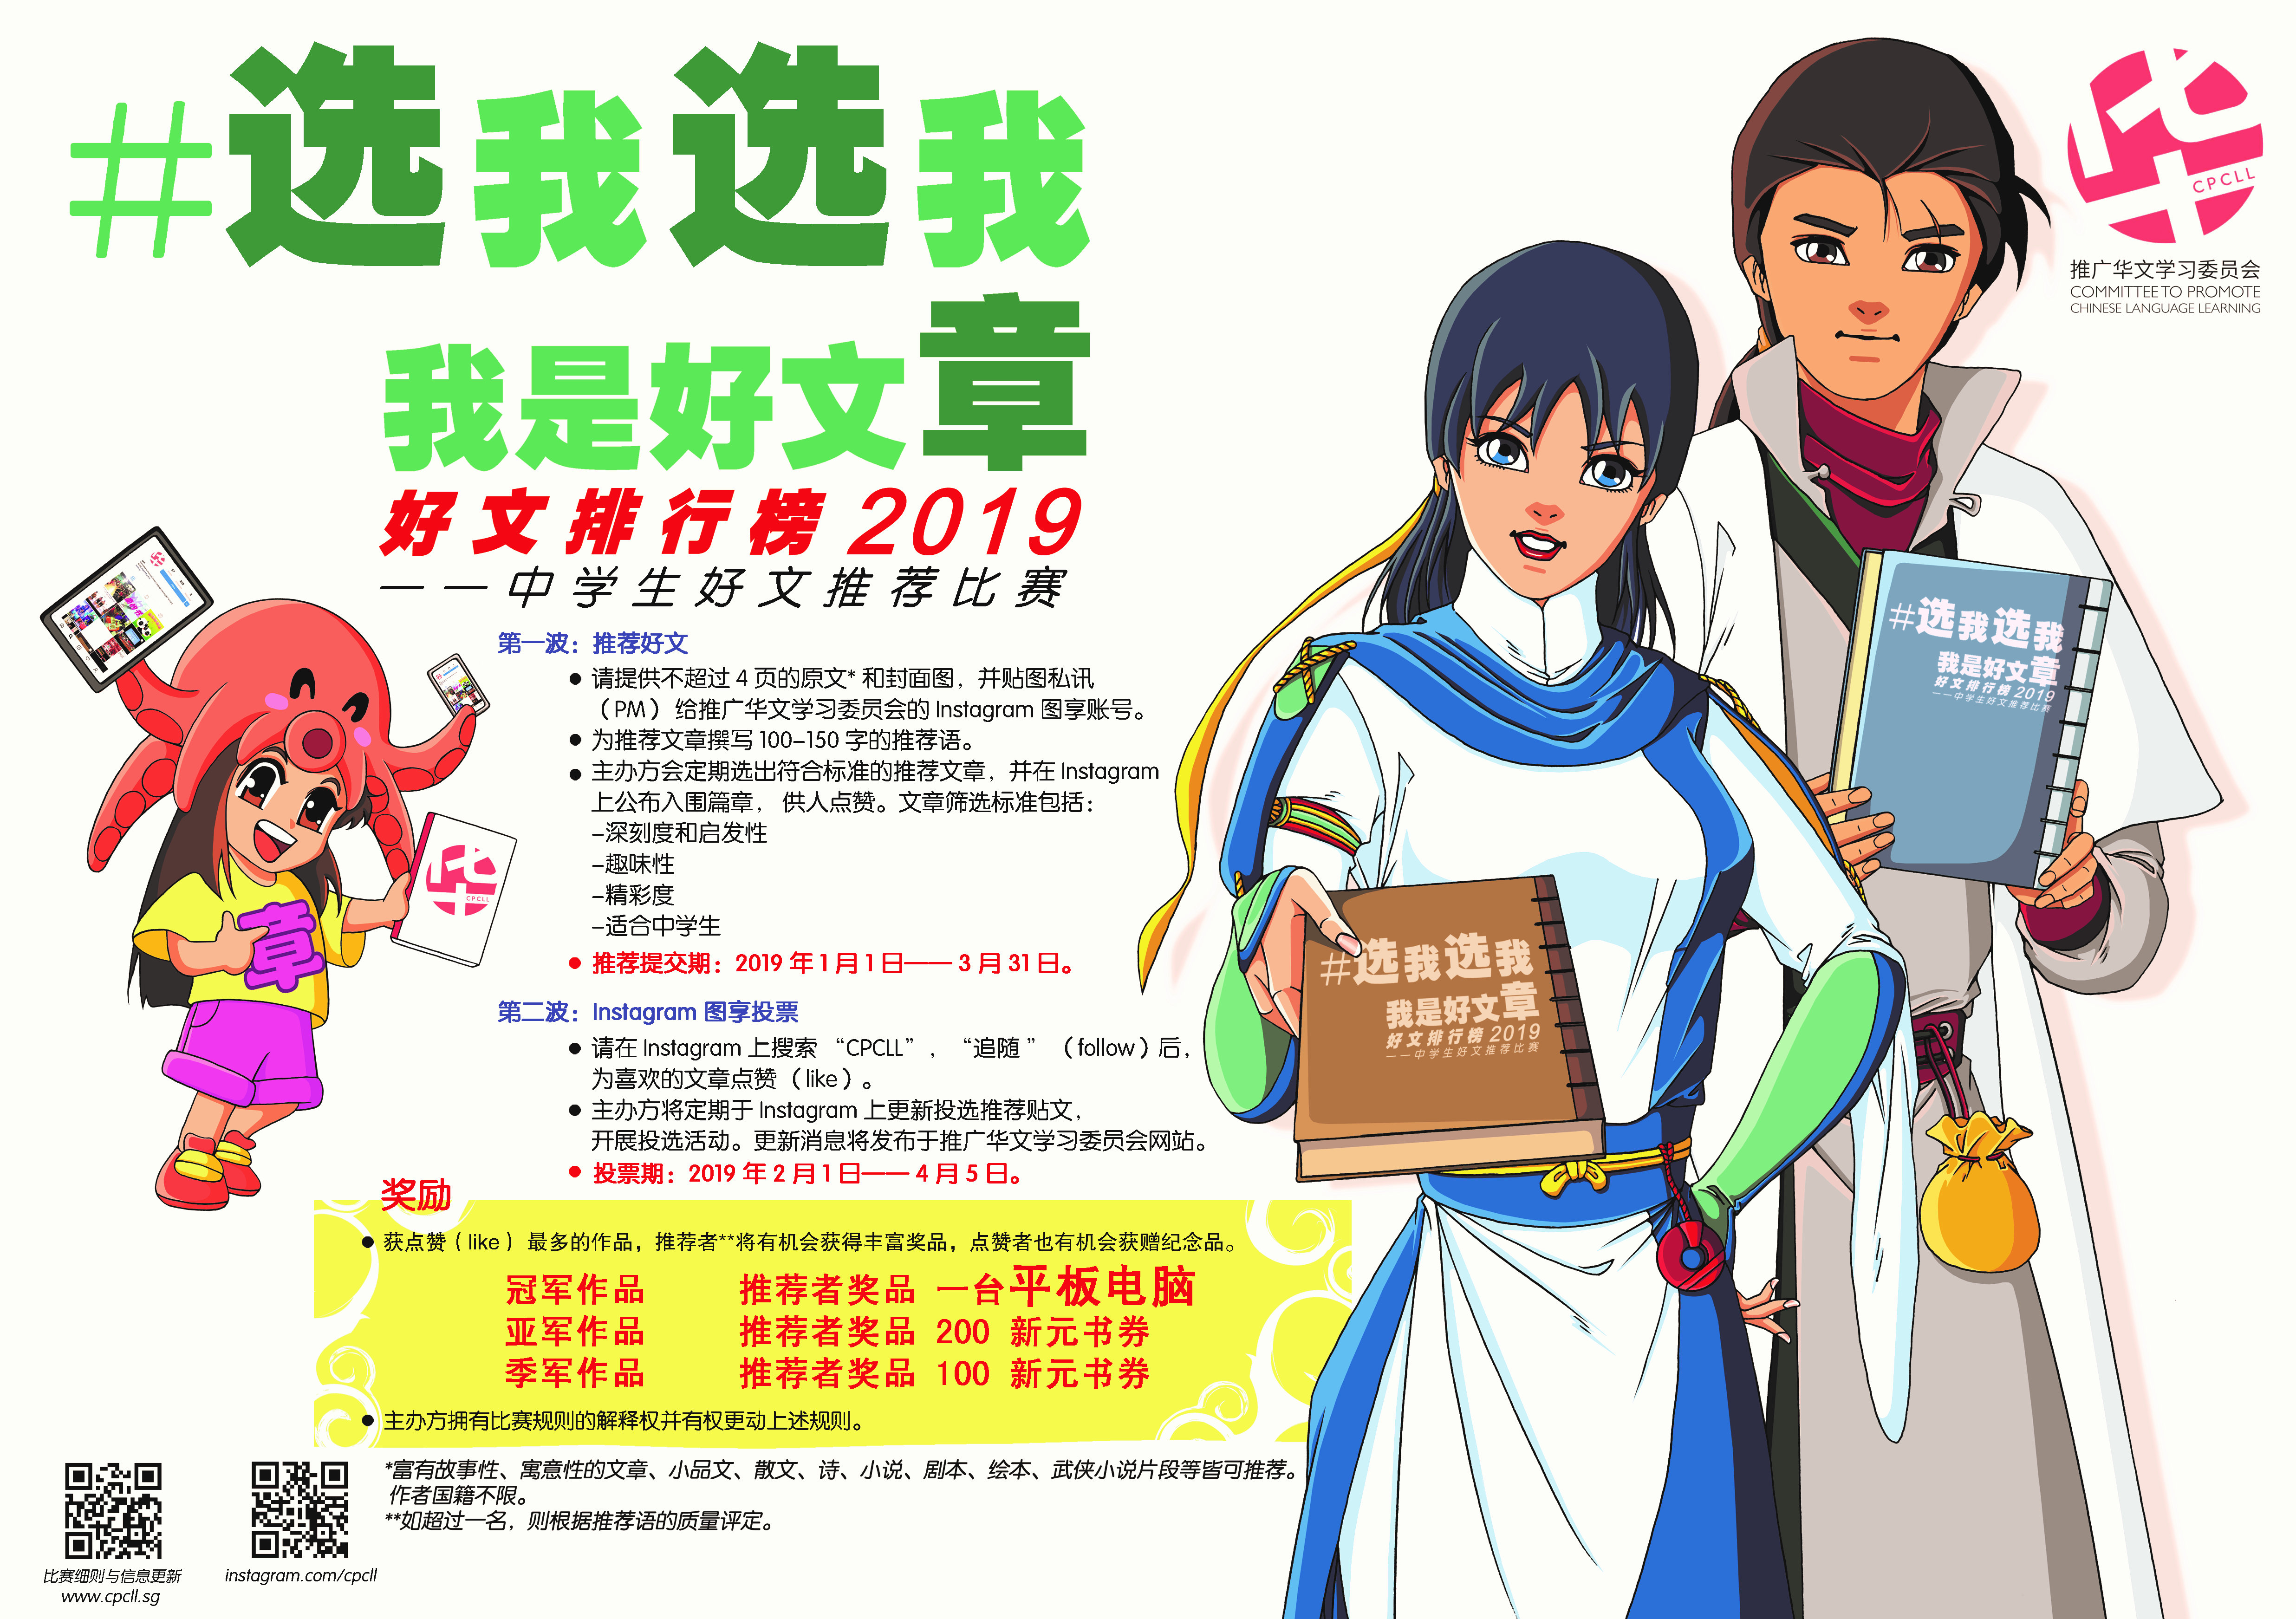 #选我选我
我是好文章
好文排行榜 2019
——中学生好文推荐比赛
CPCLL
推广华文学习委员会
COMMITTEE TO PROMOTE
CHINESE LANGUAGE LEARNING
第一波：推荐好文
● 请提供不超过 4 页的原文* 和封面图，并贴图私讯
（PM） 给推广华文学习委员会的 Instagram 图享账号。
● 为推荐文章撰写 100-150 字的推荐语。
● 主办方会定期选出符合标准的推荐文章，并在 Instagram
上公布入围篇章， 供人点赞。文章筛选标准包括：
-深刻度和启发性
-趣味性
-精彩度
-适合中学生
● 推荐提交期：2019 年 1 月 1 日—— 3 月 31 日。
第二波：Instagram 图享投票
● 请在 Instagram 上搜索 “CPCLL”，“追随 ”（follow）后，
为喜欢的文章点赞（like）。
● 主办方将定期于 Instagram 上更新投选推荐贴文，
开展投选活动。更新消息将发布于推广华文学习委员会网站。
● 投票期：2019 年 2 月 1 日—— 4 月 5 日。
奖励
● 获点赞（like） 最多的作品，推荐者**将有机会获得丰富奖品，点赞者也有机会获赠纪念品。
冠军作品 推荐者奖品 一台平板电脑
亚军作品 推荐者奖品 200 新元书券
季军作品 推荐者奖品 100 新元书券
● 主办方拥有比赛规则的解释权并有权更动上述规则。
*富有故事性、寓意性的文章、小品文、散文、诗、小说、剧本、绘本、武侠小说片段等皆可推荐。
作者国籍不限。
**如超过一名，则根据推荐语的质量评定。
比赛细则与信息更新
www.cpcll.sg
instagram.com/cpcll
章
CPCLL
#选我选我
我是好文章
好文排行榜 2019
——中学生好文推荐比赛
#选我选我
我是好文章
好文排行榜 2019
——中学生好文推荐比赛